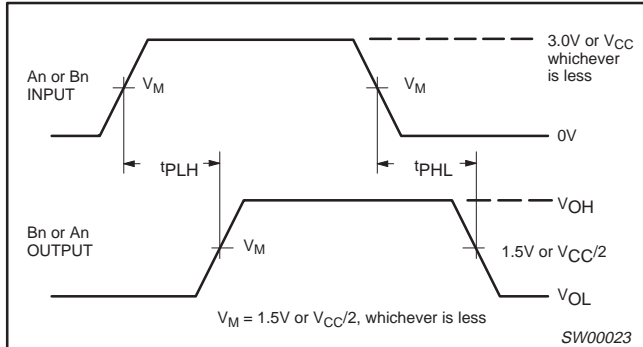 3.0V or VCC
whichever
is less
An or Bn
INPUT
VM
VM
0V
tPLH
tPHL
VOH
Bn or An
OUTPUT
VM
1.5V or VCC/2
VOL
VM = 1.5V or VCC/2, whichever is less
SW00023